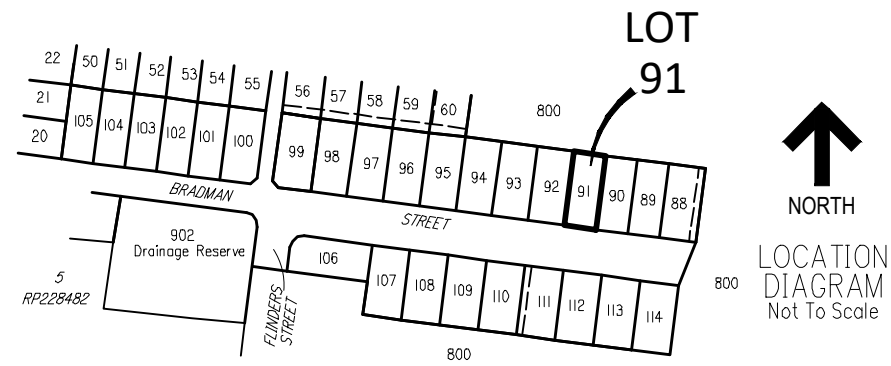 LOT
91
22 50 51 52 53 54 55 56 57 58 59 60 800
21
20 105 104 103 102 101 100 99 98 97 96 95 94 93 92 91 90 89 88
BRADMAN STREET
NORTH
902
Drainage Reserve
106
107 108 109 110 111 112 113 114
5
RP228482
FLINDERS
STREET
800
800
LOCATION
DIAGRAM
Not To Scale